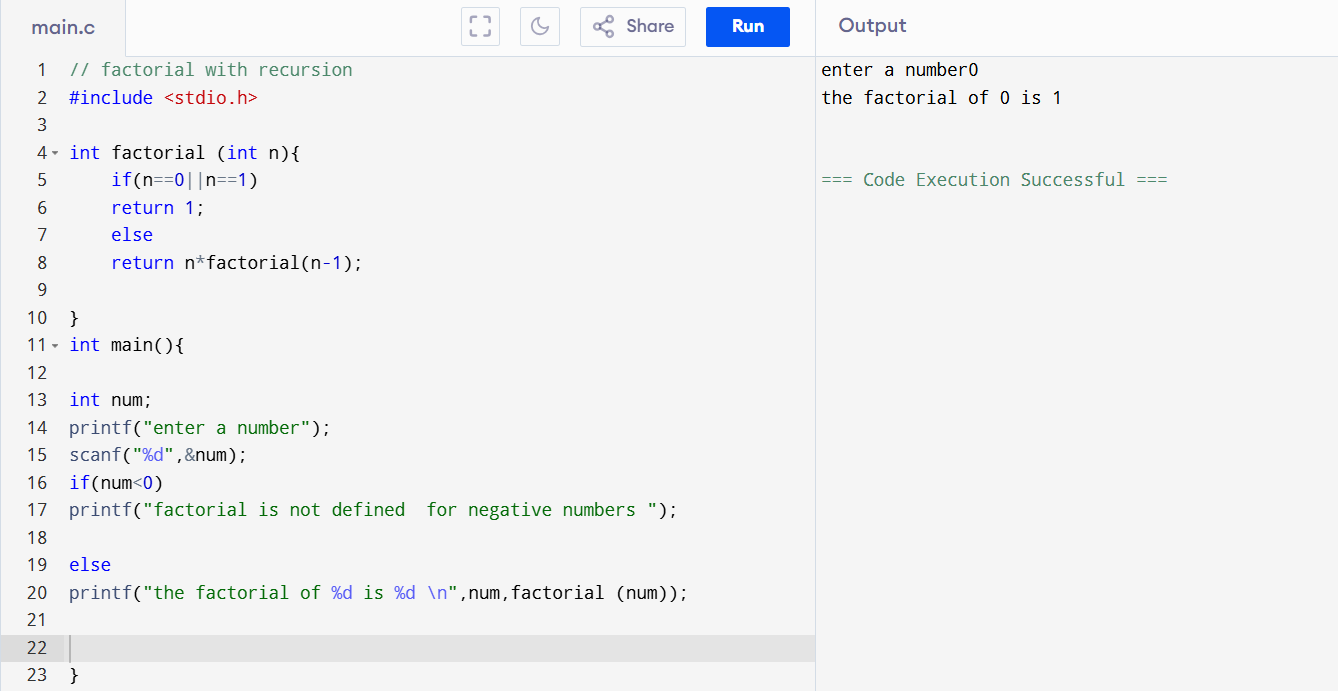 main.c
Share
Run
Output
1 // factorial with recursion
2 #include <stdio.h>
3
4 int factorial (int n){
5     if(n==0||n==1)
6     return 1;
7     else
8     return n*factorial(n-1);
9
10 }
11 int main(){
12
13 int num;
14 printf("enter a number");
15 scanf("%d",&num);
16 if(num<0)
17 printf("factorial is not defined  for negative numbers ");
18
19 else
20 printf("the factorial of %d is %d \n",num,factorial (num));
21
22
23 }
enter a number0
the factorial of 0 is 1
=== Code Execution Successful ===